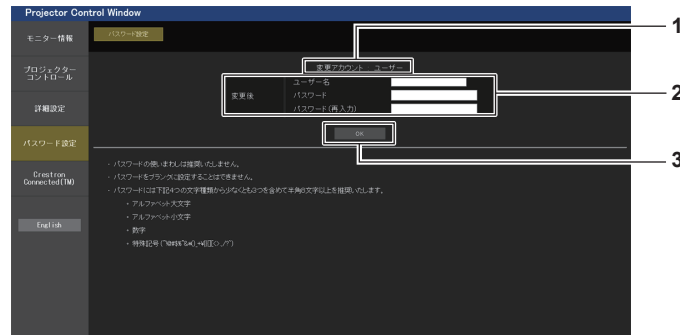 Projector Control Window
モニター情報
プロジェクター
コントロール
詳細設定
パスワード設定
Crestron
Connected(TM)
English
パスワード設定
変更アカウント : ユーザー
変更後
ユーザー名
パスワード
パスワード(再入力)
OK
・パスワードの使いまわしは推奨いたしません。
・パスワードをブランクに設定することはできません。
・パスワードには下記4つの文字種類から少なくとも3つを含めて半角8文字以上を推奨いたします。
・アルファベット大文字
・アルファベット小文字
・数字
・特殊記号
1
2
3